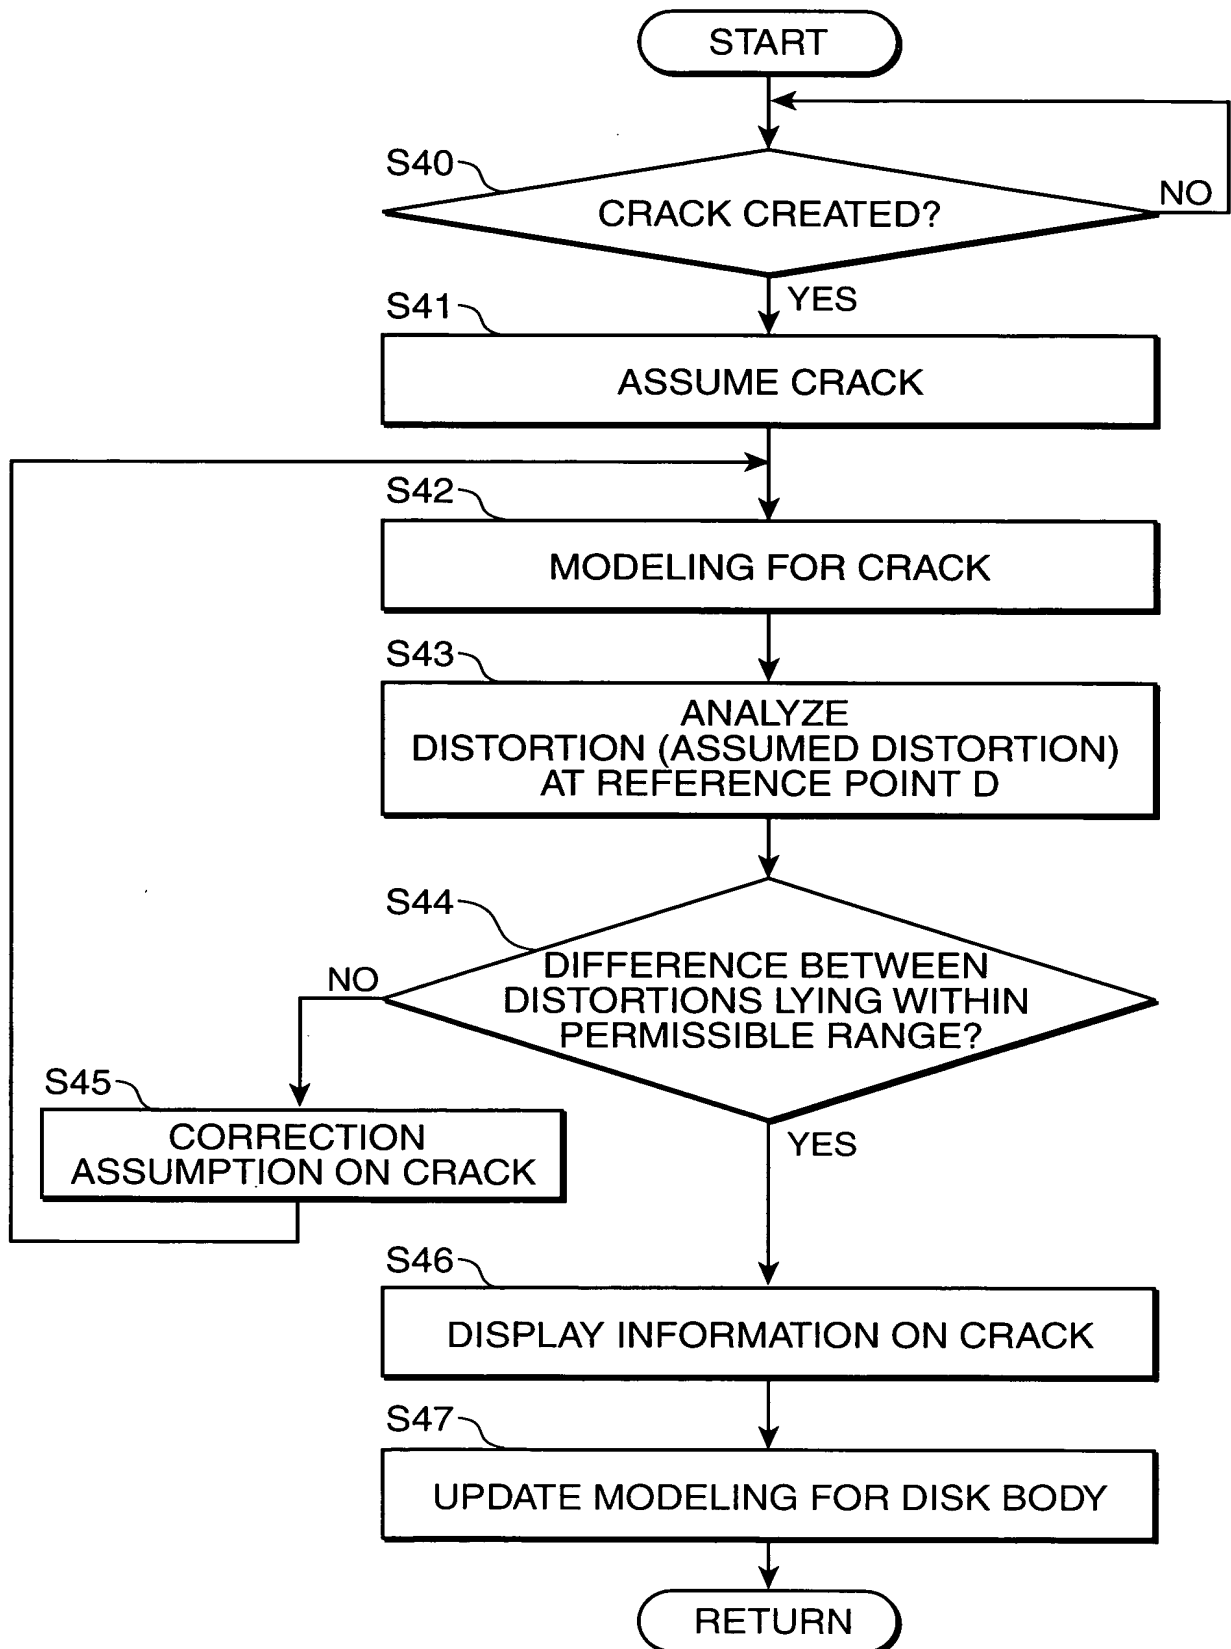 START
S40
CRACK CREATED?
NO
YES
S41
ASSUME CRACK
S42
MODELING FOR CRACK
S43
ANALYZE
DISTORTION (ASSUMED DISTORTION)
AT REFERENCE POINT D
S44
DIFFERENCE BETWEEN
DISTORTIONS LYING WITHIN
PERMISSIBLE RANGE?
NO
S45
CORRECTION
ASSUMPTION ON CRACK
YES
S46
DISPLAY INFORMATION ON CRACK
S47
UPDATE MODELING FOR DISK BODY
RETURN